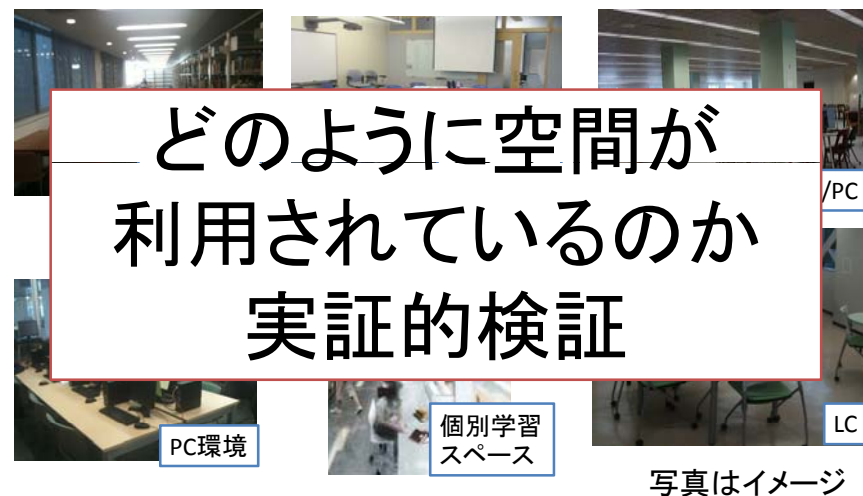 どのように空間が
利用されているのか
実証的検証
/PC
PC環境
個別学習
スペース
LC
写真はイメージ